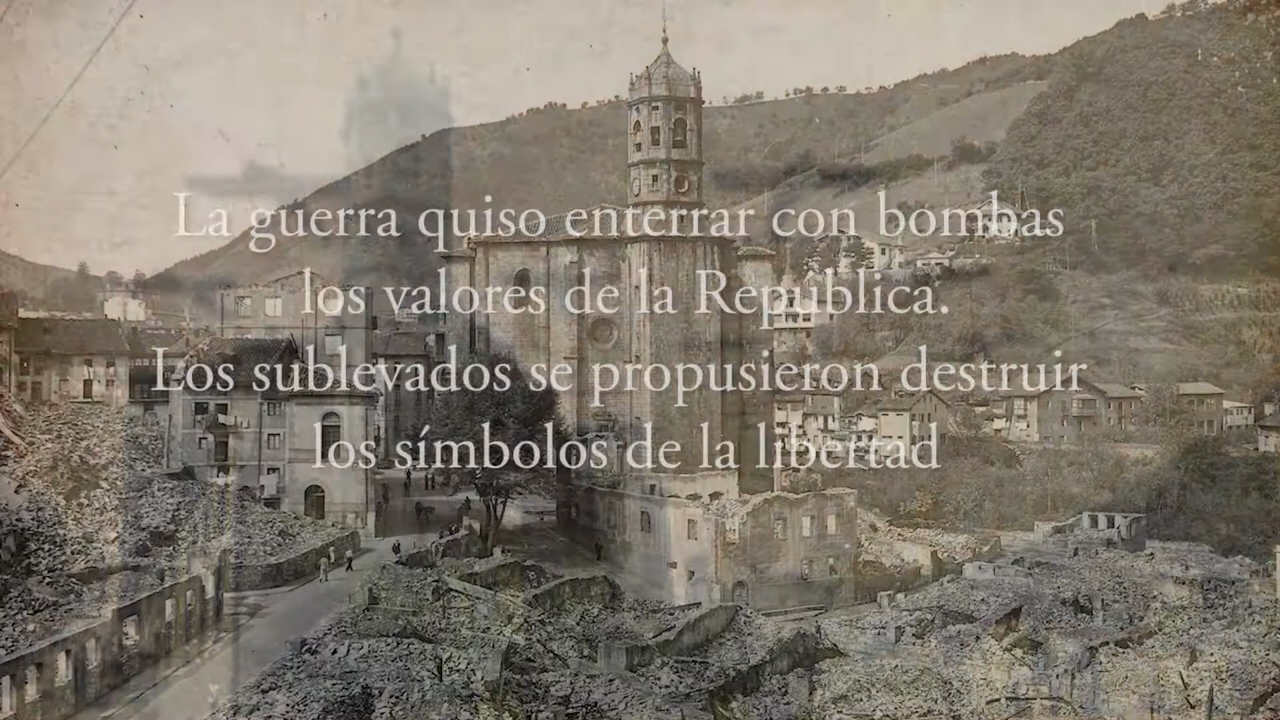 La guerra quiso enterrar con bombas
los valores de la Republica.
Los sublevados se propusieron destruir
los símbolos de la libertad